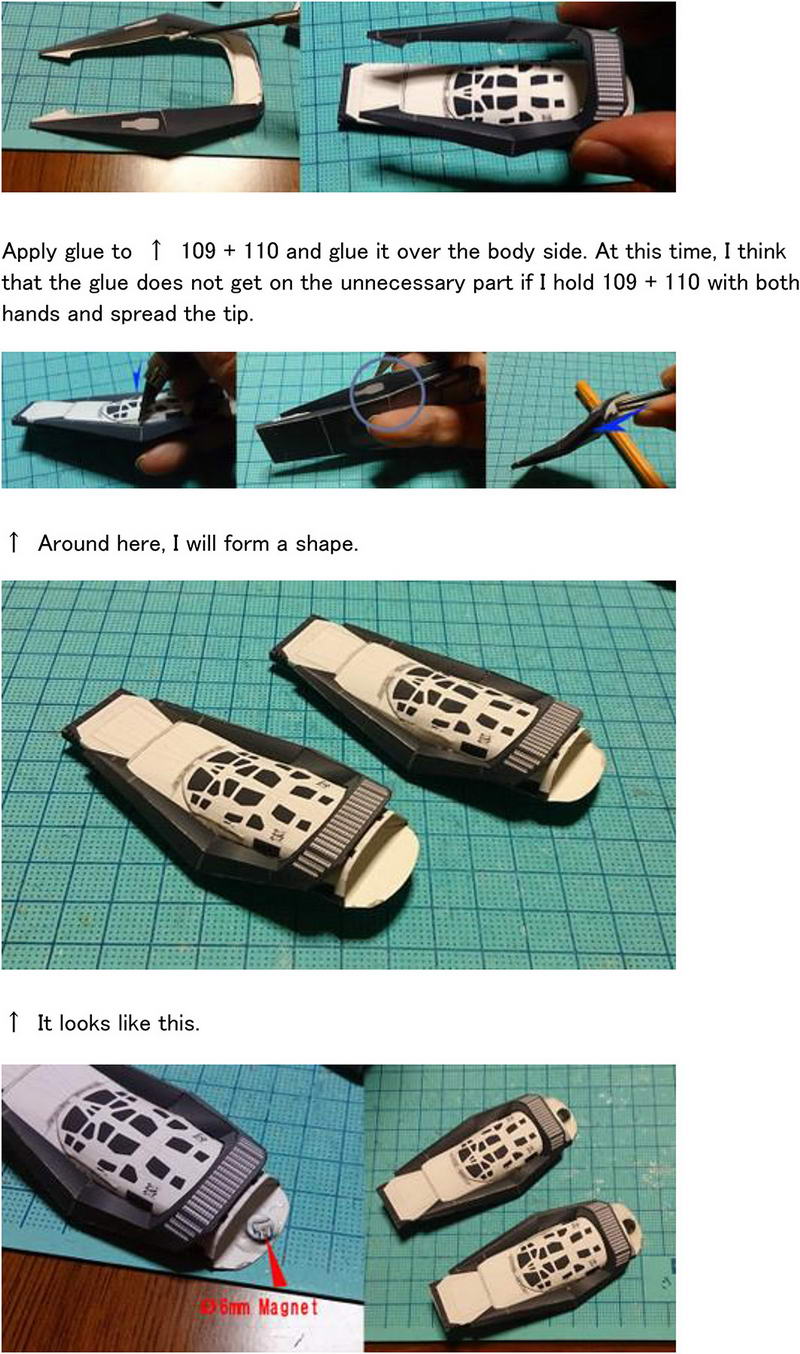 Apply glue to ↑ 109 + 110 and glue it over the body side. At this time, I think
that the glue does not get on the unnecessary part if I hold 109 + 110 with both
hands and spread the tip.
↑ Around here, I will form a shape.
↑ It looks like this.
Ø6mm Magnet